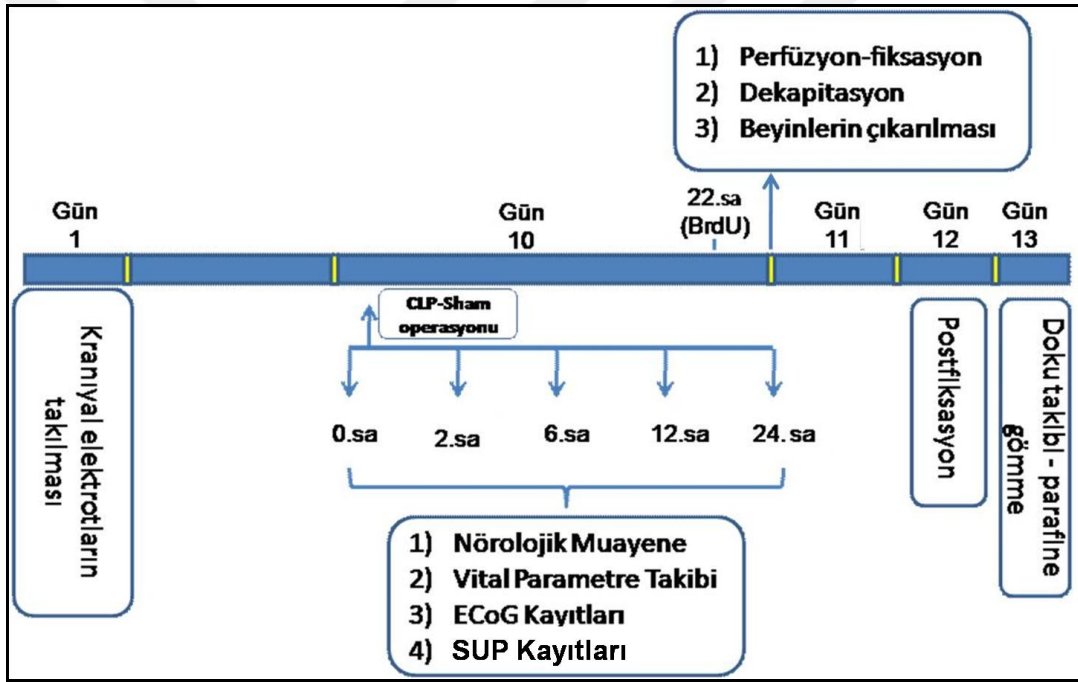 1) Perfüzyon-fiksasyon
2) Dekapitasyon
3) Beyinlerin çıkarılması
Gün
1
Gün
10
22.sa
(BrdU)
Gün
11
Gün
12
Gün
13
CLP-Sham
operasyonu
Kraniyal elektrotların
takılması
0.sa
2.sa
6.sa
12.sa
24. sa
Postfiksasyon
Doku takibi - parafine
gömme
1) Nörolojik Muayene
2) Vital Parametre Takibi
3) ECoG Kayıtları
4) SUP Kayıtları